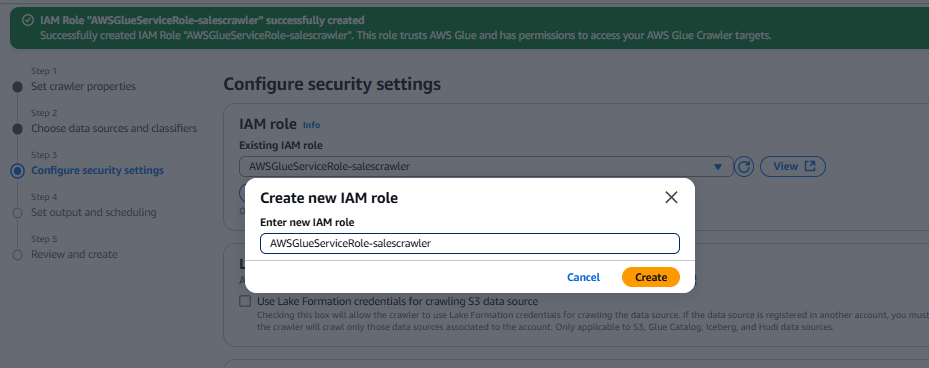 IAM Role "AWSGlueServiceRole-salescrawler" successfully created
Successfully created IAM Role "AWSGlueServiceRole-salescrawler". This role trusts AWS Glue and has permissions to access your AWS Glue Crawler targets.
Step 1
Set crawler properties
Step 2
Choose data sources and classifiers
Step 3
Configure security settings
Step 4
Set output and scheduling
Step 5
Review and create
Configure security settings
IAM role Info
Existing IAM role
AWSGlueServiceRole-salescrawler
View
Create new IAM role
Enter new IAM role
AWSGlueServiceRole-salescrawler
Cancel
Create
Use Lake Formation credentials for crawling S3 data source
Checking this box will allow the crawler to use Lake Formation credentials for crawling the data source. If the data source is registered in another account, you must
the crawler will crawl only those data sources associated to the account. Only applicable to S3, Glue Catalog, Iceberg, and Hudi data sources.